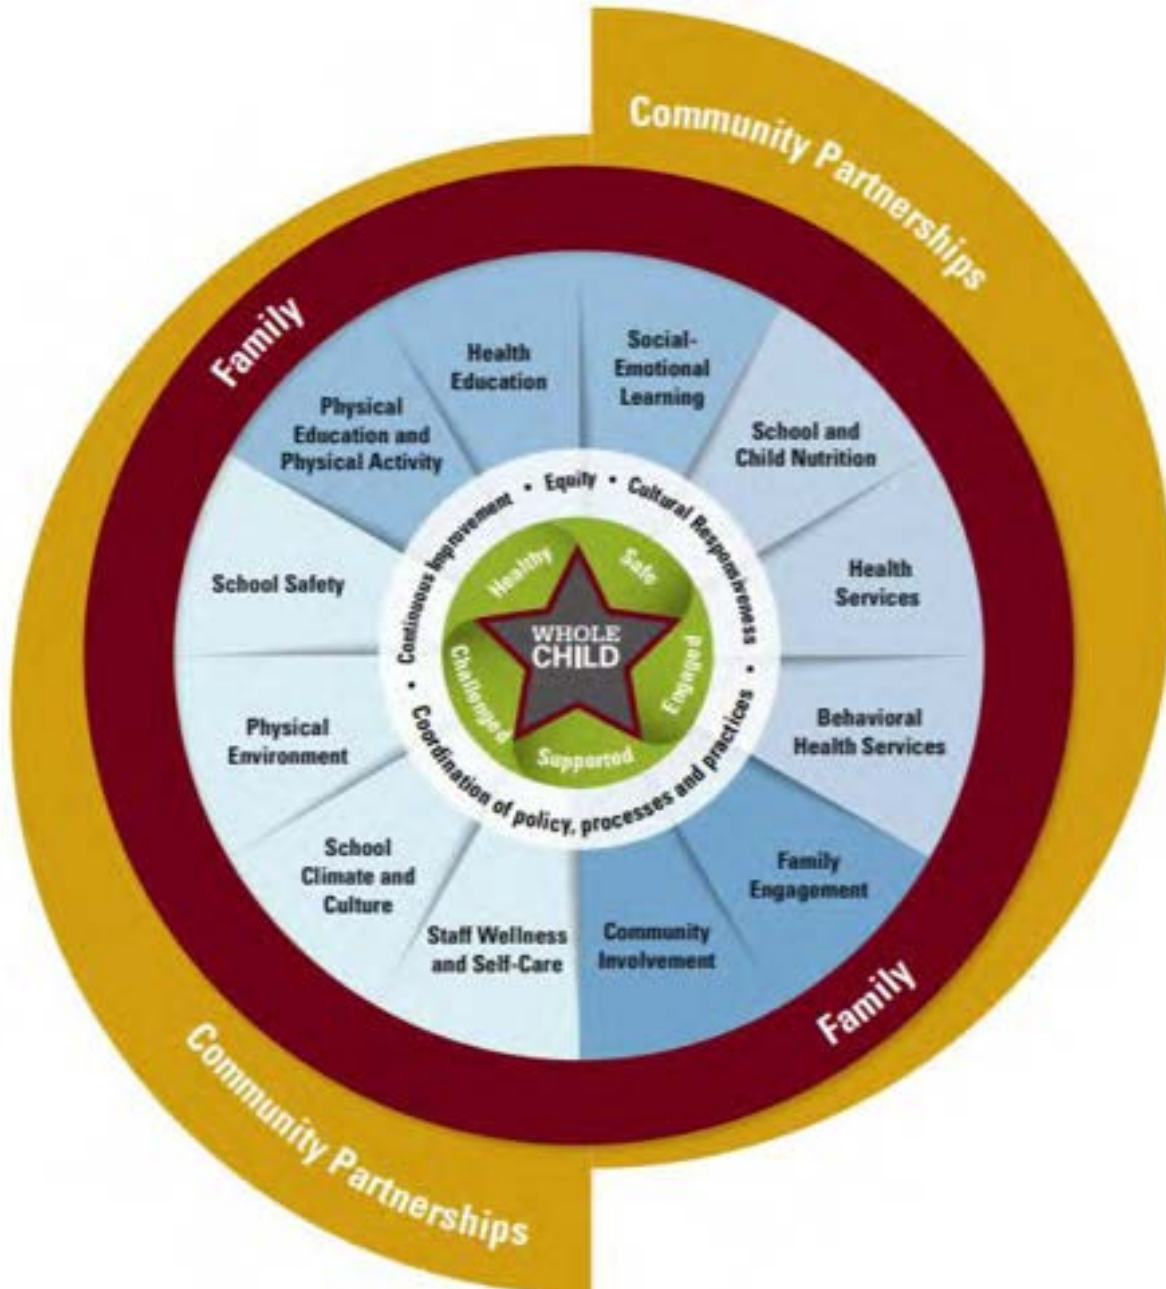 Community Partnerships
Family
Health
Education
Social-
Emotional
Learning
Physical
Education and
Physical Activity
School and
Child Nutrition
School Safety
Health
Services
Physical
Environment
Behavioral
Health Services
School
Climate and
Culture
Family
Engagement
Staff Wellness
and Self-Care
Community
Involvement
Continuous Improvement • Equity • Cultural Responsiveness •
Coordination of policy, processes and practices •
Healthy
Safe
Engaged
Supported
Challenged
WHOLE
CHILD
Family
Community Partnerships